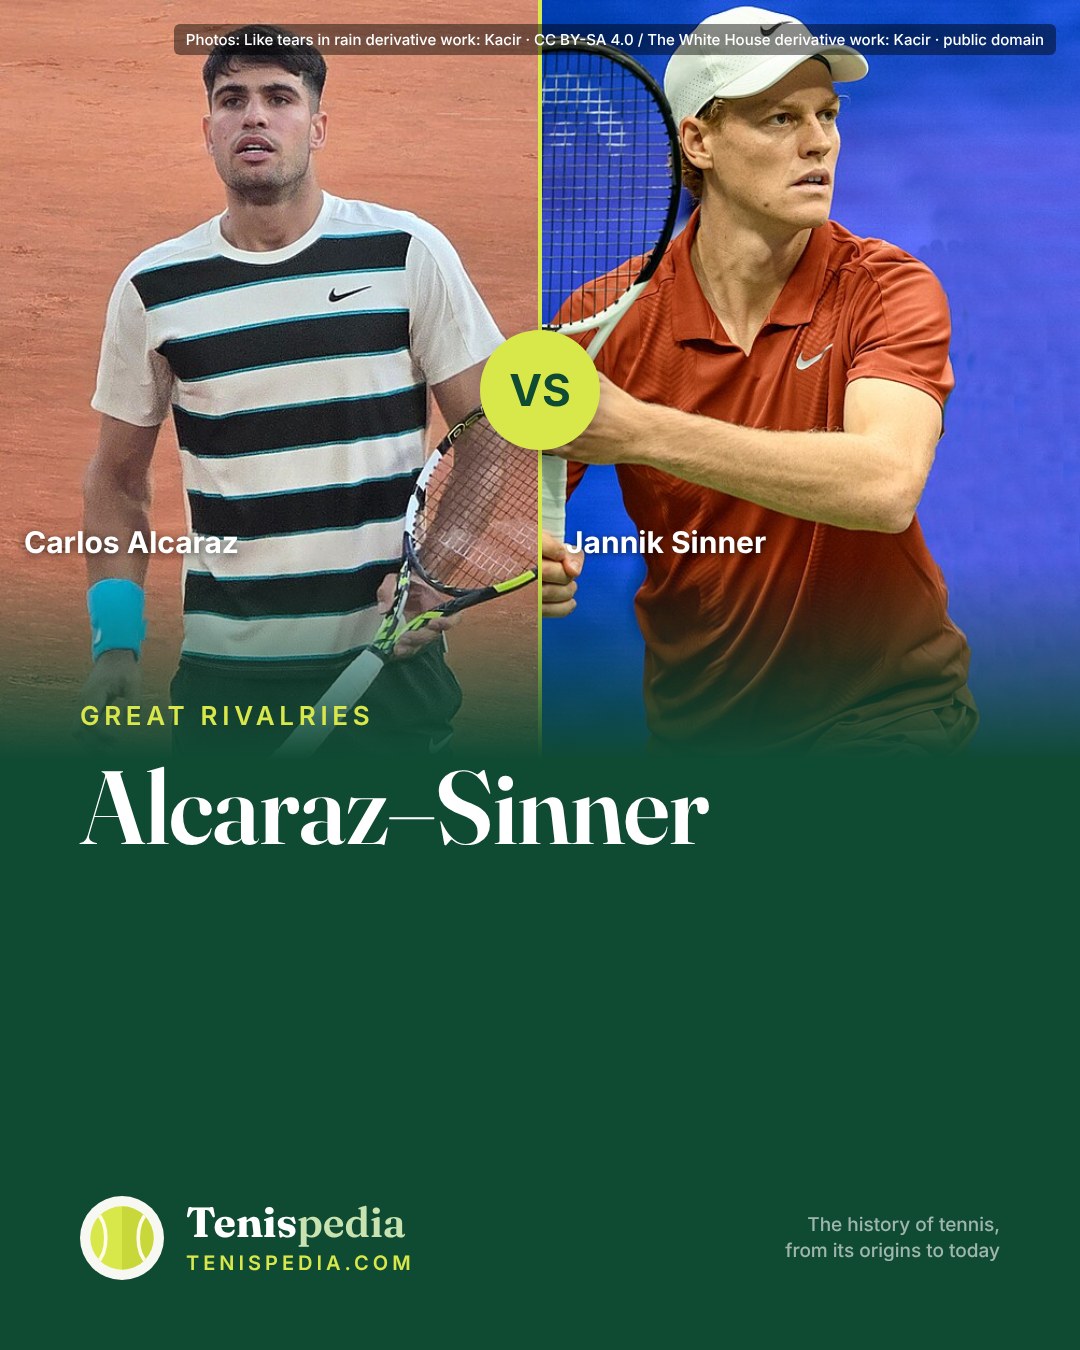 Photos: Like tears in rain derivative work: Kacir · CC BY-SA 4.0 / The White House derivative work: Kacir · public domain
VS
Carlos Alcaraz
Jannik Sinner
GREAT RIVALRIES
Alcaraz–Sinner
Tenispedia
TENISPEDIA.COM
The history of tennis,
from its origins to today